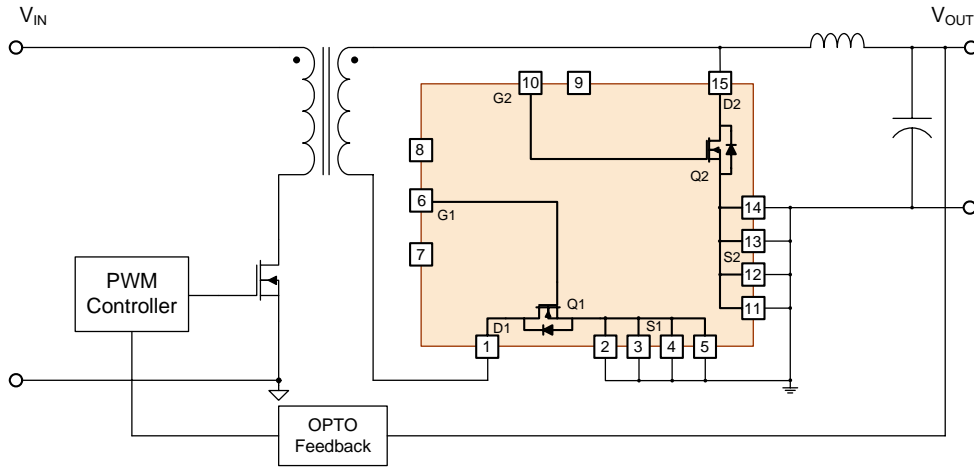 VIN
VOUT
10
9
15
G2
D2
8
Q2
6
G1
14
7
13
S2
12
PWM
Controller
11
Q1
D1
S1
1
2
3
4
5
OPTO
Feedback